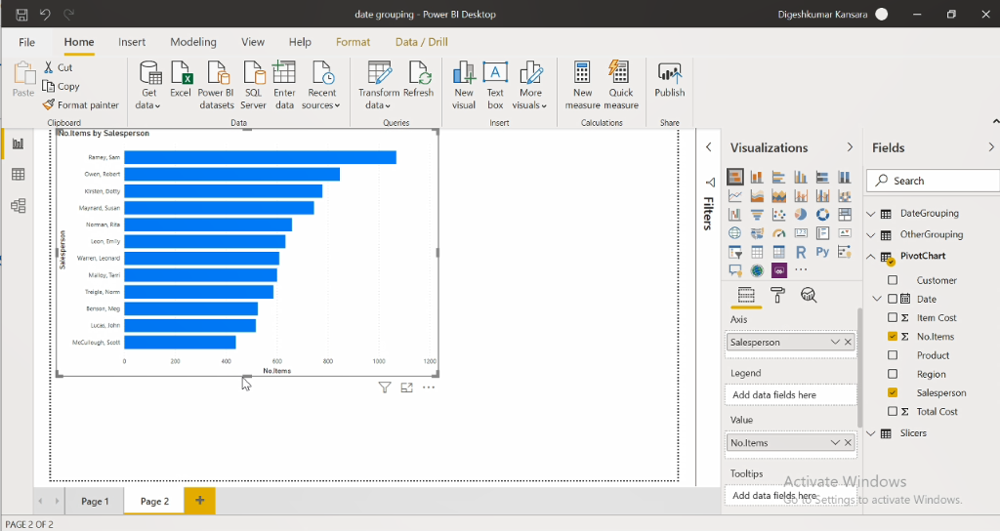 date grouping - Power BI Desktop
Digeshkumar Kansara
File Home Insert Modeling View Help Format Data / Drill
Paste
Cut
Copy
Format painter
Get data
Excel
Power BI datasets
SQL Server
Enter data
Recent sources
Transform data
Refresh
New visual
Text box
More visuals
New measure
Quick measure
Publish
Clipboard Data Queries Insert Calculations Share
No.Items by Salesperson
Salesperson
Ramey, Sam
Owen, Robert
Kirsten, Dotty
Maynard, Susan
Norman, Rita
Leon, Emily
Warren, Leonard
Malloy, Terri
Treigle, Norm
Benson, Meg
Lucas, John
McCullough, Scott
0 200 400 600 800 1000 1200
No.Items
Filters
Visualizations
R Py
Axis
Salesperson
Legend
Add data fields here
Value
No.Items
Tooltips
Add data fields here
Fields
Search
DateGrouping
OtherGrouping
PivotChart
Customer
Date
Σ Item Cost
Σ No.Items
Product
Region
Salesperson
Σ Total Cost
Slicers
Activate Windows
Go to Settings to activate Windows.
Page 1 Page 2 +
PAGE 2 OF 2